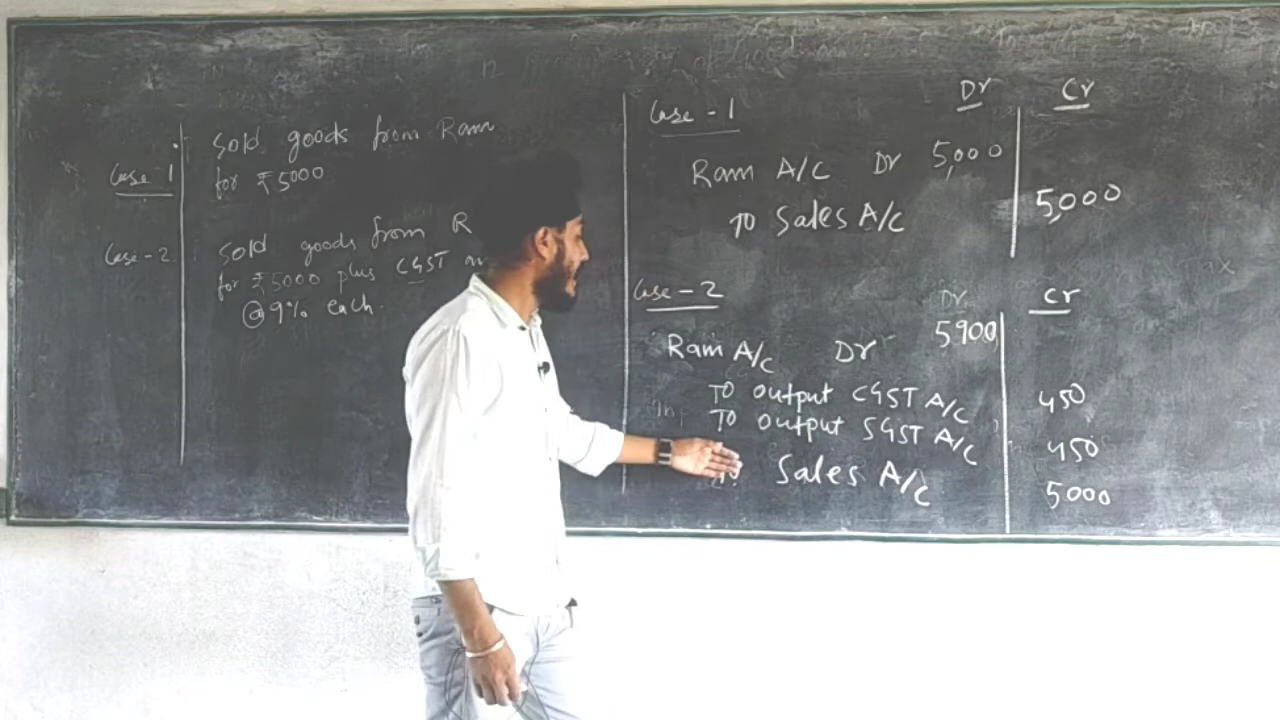 Case-1
Sold goods from Ram
for ₹5000
Case-2
Sold goods from R
for ₹5000 plus CGST
@9% each.
Case-1
Dr Cr
Ram A/C Dr 5,000
To Sales A/C 5,000
Case-2
Dr. Cr
Ram A/C Dr 5900
To output CGST A/C 450
To output SGST A/C 450
Sales A/C 5000
Tax